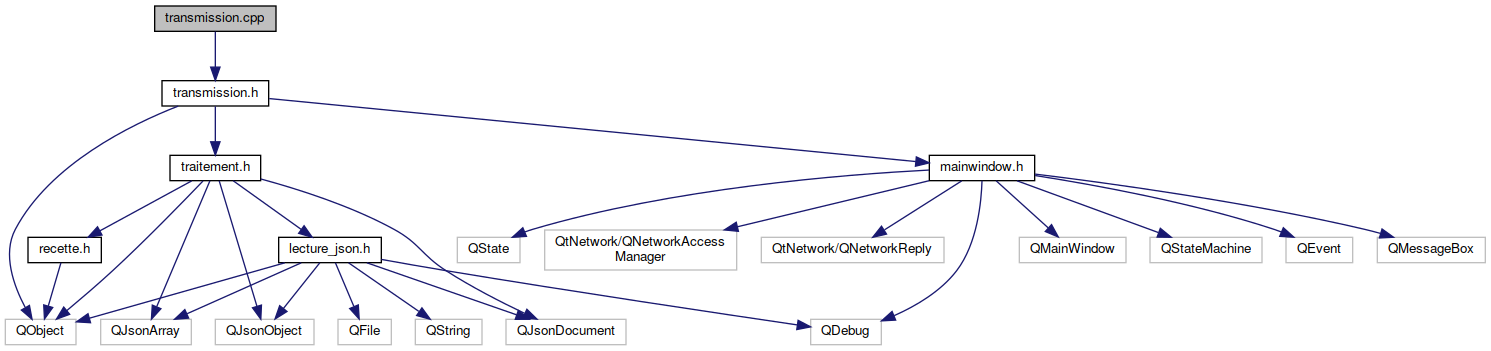 transmission.cpp
transmission.h
traitement.h
mainwindow.h
recette.h
lecture_json.h
QState
QtNetwork/QNetworkAccess
Manager
QtNetwork/QNetworkReply
QMainWindow
QStateMachine
QEvent
QMessageBox
QObject
QJsonArray
QJsonObject
QFile
QString
QJsonDocument
QDebug